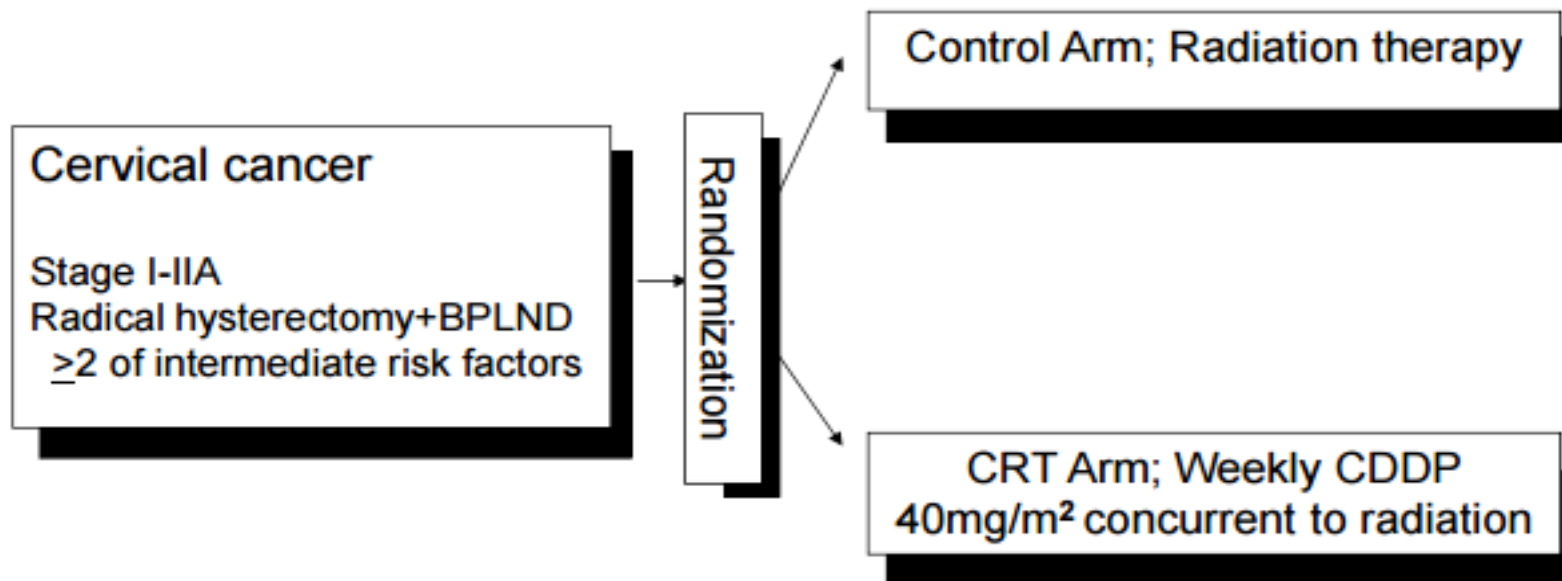 Cervical cancer
Stage I-IIA
Radical hysterectomy+BPLND
≥2 of intermediate risk factors
Randomization
Control Arm; Radiation therapy
CRT Arm; Weekly CDDP
40mg/m² concurrent to radiation